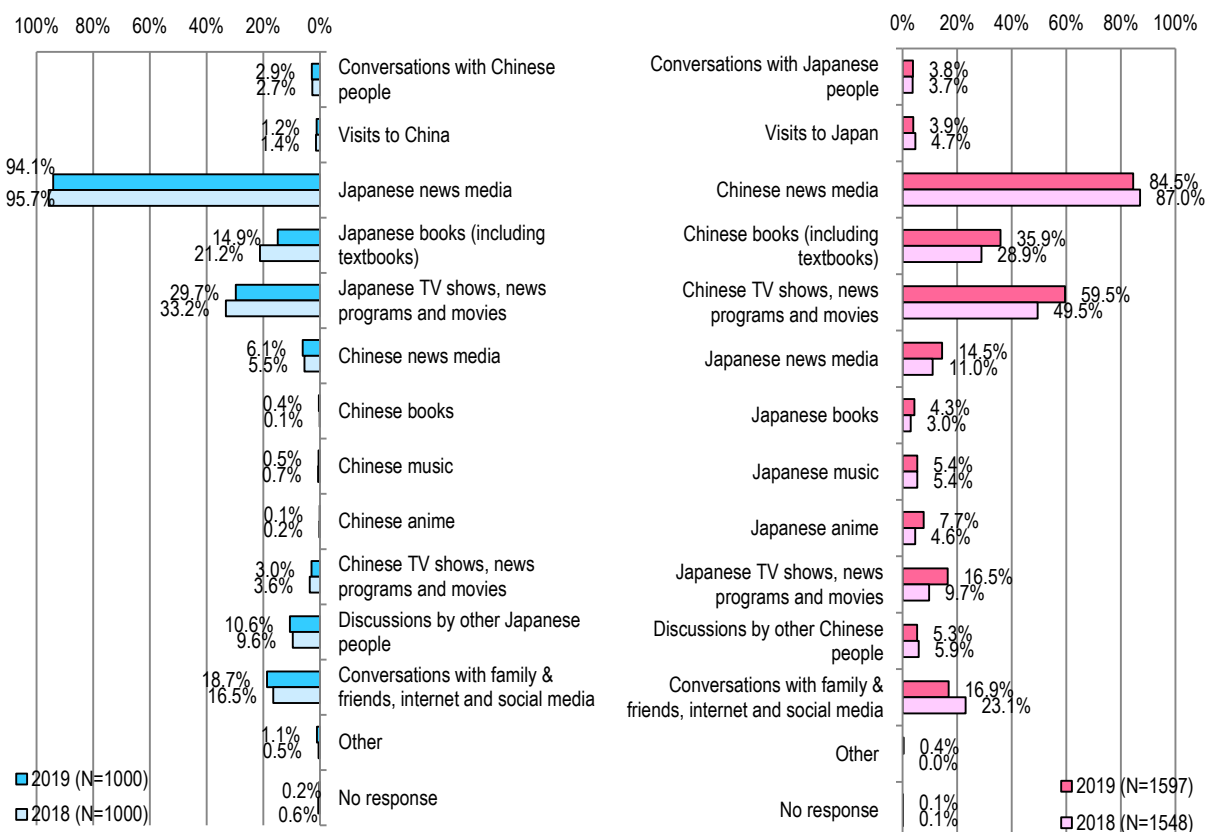 100% 80% 60% 40% 20% 0%
2.9%
2.7%
Conversations with Chinese
people
1.2%
1.4%
Visits to China
94.1%
95.7%
Japanese news media
14.9%
21.2%
Japanese books (including
textbooks)
29.7%
33.2%
Japanese TV shows, news
programs and movies
6.1%
5.5%
Chinese news media
0.4%
0.1%
Chinese books
0.5%
0.7%
Chinese music
0.1%
0.2%
Chinese anime
3.0%
3.6%
Chinese TV shows, news
programs and movies
10.6%
9.6%
Discussions by other Japanese
people
18.7%
16.5%
Conversations with family &
friends, internet and social media
1.1%
0.5%
Other
0.2%
0.6%
No response
2019 (N=1000)
2018 (N=1000)
0% 20% 40% 60% 80% 100%
Conversations with Japanese
people
3.8%
3.7%
Visits to Japan
3.9%
4.7%
Chinese news media
84.5%
87.0%
Chinese books (including
textbooks)
35.9%
28.9%
Chinese TV shows, news
programs and movies
59.5%
49.5%
Japanese news media
14.5%
11.0%
Japanese books
4.3%
3.0%
Japanese music
5.4%
5.4%
Japanese anime
7.7%
4.6%
Japanese TV shows, news
programs and movies
16.5%
9.7%
Discussions by other Chinese
people
5.3%
5.9%
Conversations with family &
friends, internet and social media
16.9%
23.1%
Other
0.4%
0.0%
No response
0.1%
0.1%
2019 (N=1597)
2018 (N=1548)